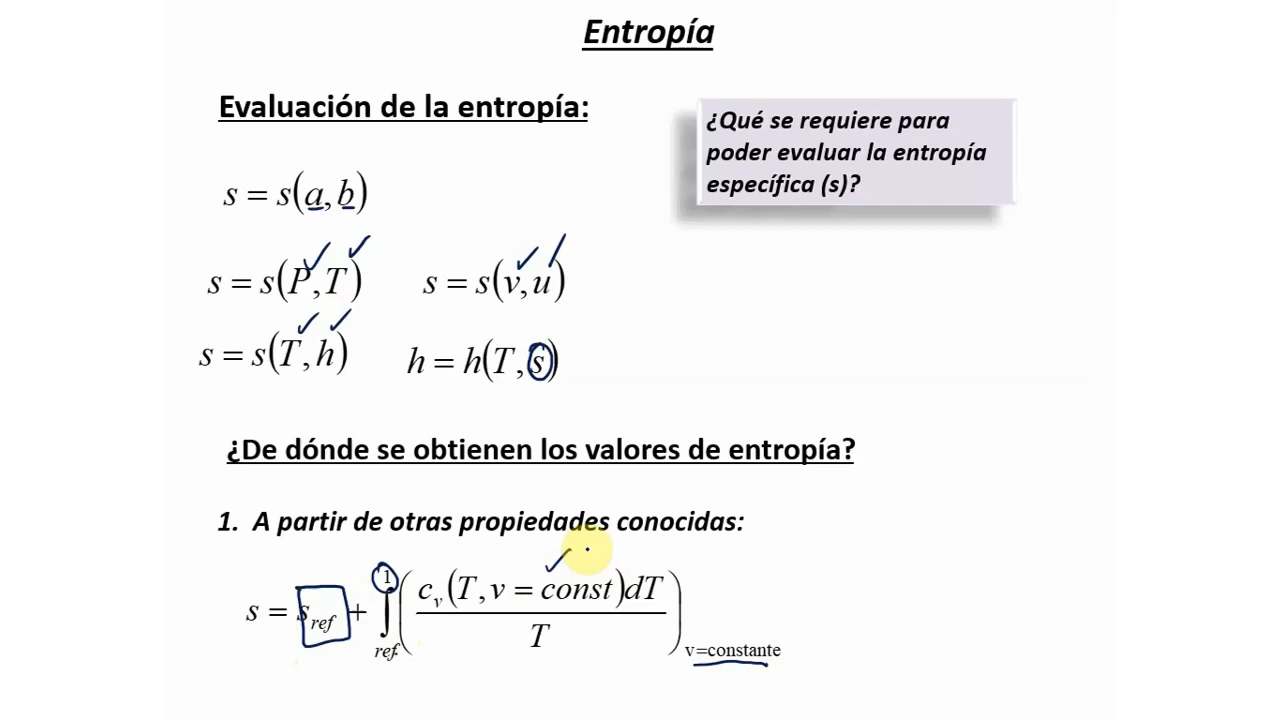 Entropía
Evaluación de la entropía:
¿Qué se requiere para
poder evaluar la entropía
específica (s)?
s = s(a, b)
s = s(P, T)
s = s(v, u)
s = s(T, h)
h = h(T, s)
¿De dónde se obtienen los valores de entropía?
1. A partir de otras propiedades conocidas:
s = s_ref + ∫_ref^1 (c_v(T, v = const)dT / T)_v=constante